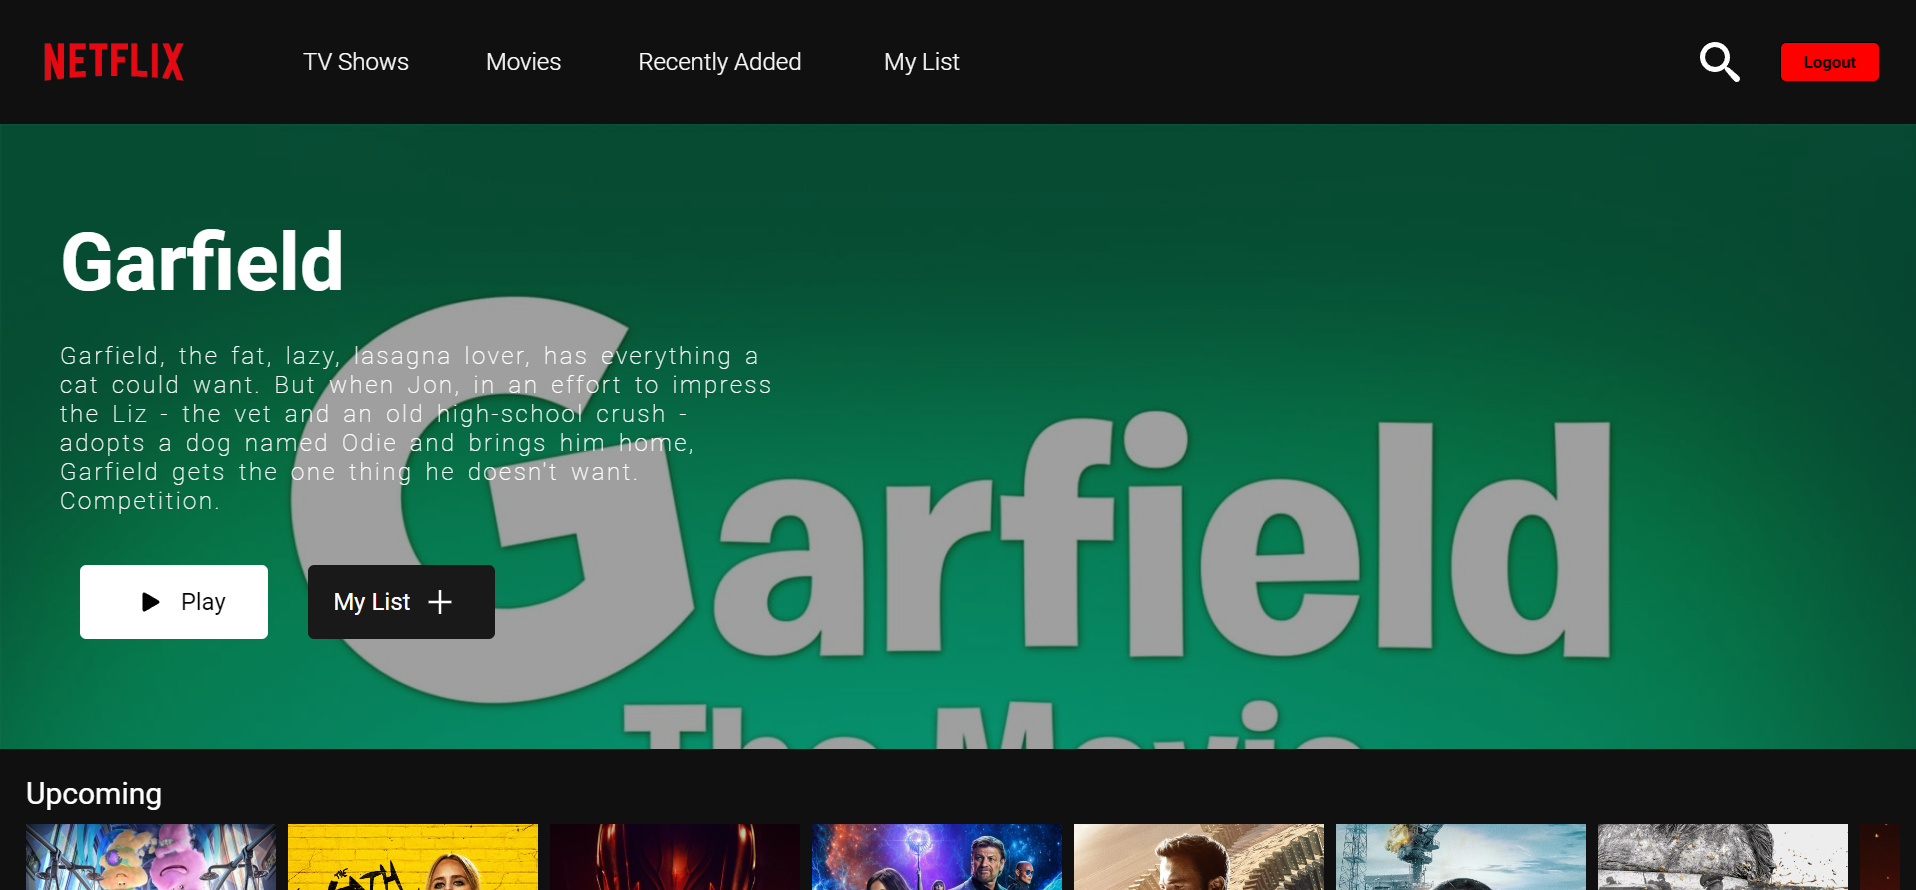 NETFLIX
TV Shows
Movies
Recently Added
My List
Logout
Garfield
Garfield, the fat, lazy, lasagna lover, has everything a
cat could want. But when Jon, in an effort to impress
the Liz - the vet and an old high-school crush -
adopts a dog named Odie and brings him home,
Garfield gets the one thing he doesn't want.
Competition.
Play
My List
Garfield
The Movie
Upcoming
THE